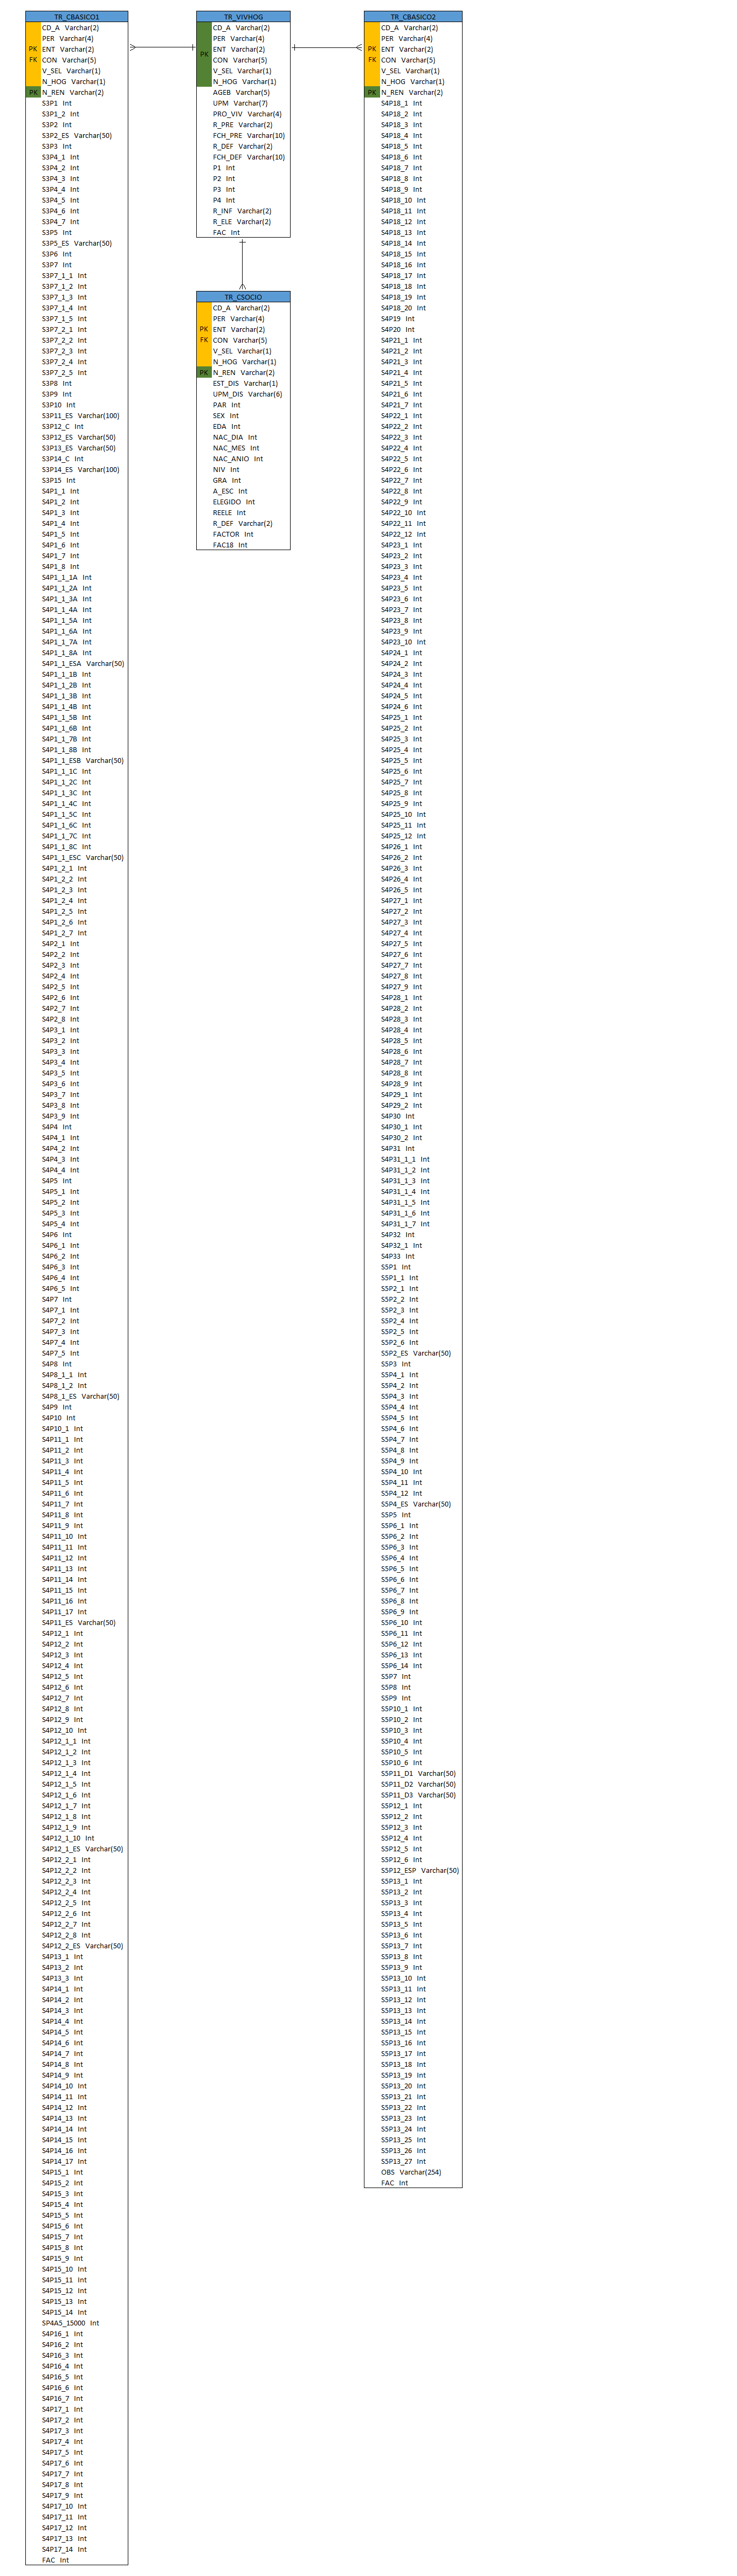 TR_CBASICO1
CD_A Varchar(2)
PER Varchar(4)
PK ENT Varchar(2)
FK CON Varchar(5)
V_SEL Varchar(1)
N_HOG Varchar(1)
PK N_REN Varchar(2)
S3P1 Int
S3P1_2 Int
S3P2 Int
S3P2_ES Varchar(50)
S3P3 Int
S3P4_1 Int
S3P4_2 Int
S3P4_3 Int
S3P4_4 Int
S3P4_5 Int
S3P4_6 Int
S3P4_7 Int
S3P5 Int
S3P5_ES Varchar(50)
S3P6 Int
S3P7 Int
S3P7_1_1 Int
S3P7_1_2 Int
S3P7_1_3 Int
S3P7_1_4 Int
S3P7_1_5 Int
S3P7_2_1 Int
S3P7_2_2 Int
S3P7_2_3 Int
S3P7_2_4 Int
S3P7_2_5 Int
S3P8 Int
S3P9 Int
S3P10 Int
S3P11_ES Varchar(100)
S3P12_C Int
S3P12_ES Varchar(50)
S3P13_ES Varchar(50)
S3P14_C Int
S3P14_ES Varchar(100)
S3P15 Int
S4P1_1 Int
S4P1_2 Int
S4P1_3 Int
S4P1_4 Int
S4P1_5 Int
S4P1_6 Int
S4P1_7 Int
S4P1_8 Int
S4P1_1_1A Int
S4P1_1_2A Int
S4P1_1_3A Int
S4P1_1_4A Int
S4P1_1_5A Int
S4P1_1_6A Int
S4P1_1_7A Int
S4P1_1_8A Int
S4P1_1_ESA Varchar(50)
S4P1_1_1B Int
S4P1_1_2B Int
S4P1_1_3B Int
S4P1_1_4B Int
S4P1_1_5B Int
S4P1_1_6B Int
S4P1_1_7B Int
S4P1_1_8B Int
S4P1_1_ESB Varchar(50)
S4P1_1_1C Int
S4P1_1_2C Int
S4P1_1_3C Int
S4P1_1_4C Int
S4P1_1_5C Int
S4P1_1_6C Int
S4P1_1_7C Int
S4P1_1_8C Int
S4P1_1_ESC Varchar(50)
S4P1_2_1 Int
S4P1_2_2 Int
S4P1_2_3 Int
S4P1_2_4 Int
S4P1_2_5 Int
S4P1_2_6 Int
S4P1_2_7 Int
S4P2_1 Int
S4P2_2 Int
S4P2_3 Int
S4P2_4 Int
S4P2_5 Int
S4P2_6 Int
S4P2_7 Int
S4P2_8 Int
S4P3_1 Int
S4P3_2 Int
S4P3_3 Int
S4P3_4 Int
S4P3_5 Int
S4P3_6 Int
S4P3_7 Int
S4P3_8 Int
S4P3_9 Int
S4P4 Int
S4P4_1 Int
S4P4_2 Int
S4P4_3 Int
S4P4_4 Int
S4P5 Int
S4P5_1 Int
S4P5_2 Int
S4P5_3 Int
S4P5_4 Int
S4P6 Int
S4P6_1 Int
S4P6_2 Int
S4P6_3 Int
S4P6_4 Int
S4P6_5 Int
S4P7 Int
S4P7_1 Int
S4P7_2 Int
S4P7_3 Int
S4P7_4 Int
S4P7_5 Int
S4P8 Int
S4P8_1_1 Int
S4P8_1_2 Int
S4P8_1_ES Varchar(50)
S4P9 Int
S4P10 Int
S4P10_1 Int
S4P11_1 Int
S4P11_2 Int
S4P11_3 Int
S4P11_4 Int
S4P11_5 Int
S4P11_6 Int
S4P11_7 Int
S4P11_8 Int
S4P11_9 Int
S4P11_10 Int
S4P11_11 Int
S4P11_12 Int
S4P11_13 Int
S4P11_14 Int
S4P11_15 Int
S4P11_16 Int
S4P11_17 Int
S4P11_ES Varchar(50)
S4P12_1 Int
S4P12_2 Int
S4P12_3 Int
S4P12_4 Int
S4P12_5 Int
S4P12_6 Int
S4P12_7 Int
S4P12_8 Int
S4P12_9 Int
S4P12_10 Int
S4P12_1_1 Int
S4P12_1_2 Int
S4P12_1_3 Int
S4P12_1_4 Int
S4P12_1_5 Int
S4P12_1_6 Int
S4P12_1_7 Int
S4P12_1_8 Int
S4P12_1_9 Int
S4P12_1_10 Int
S4P12_1_ES Varchar(50)
S4P12_2_1 Int
S4P12_2_2 Int
S4P12_2_3 Int
S4P12_2_4 Int
S4P12_2_5 Int
S4P12_2_6 Int
S4P12_2_7 Int
S4P12_2_8 Int
S4P12_2_ES Varchar(50)
S4P13_1 Int
S4P13_2 Int
S4P13_3 Int
S4P14_1 Int
S4P14_2 Int
S4P14_3 Int
S4P14_4 Int
S4P14_5 Int
S4P14_6 Int
S4P14_7 Int
S4P14_8 Int
S4P14_9 Int
S4P14_10 Int
S4P14_11 Int
S4P14_12 Int
S4P14_13 Int
S4P14_14 Int
S4P14_15 Int
S4P14_16 Int
S4P14_17 Int
S4P15_1 Int
S4P15_2 Int
S4P15_3 Int
S4P15_4 Int
S4P15_5 Int
S4P15_6 Int
S4P15_7 Int
S4P15_8 Int
S4P15_9 Int
S4P15_10 Int
S4P15_11 Int
S4P15_12 Int
S4P15_13 Int
S4P15_14 Int
SP4A5_15000 Int
S4P16_1 Int
S4P16_2 Int
S4P16_3 Int
S4P16_4 Int
S4P16_5 Int
S4P16_6 Int
S4P16_7 Int
S4P17_1 Int
S4P17_2 Int
S4P17_3 Int
S4P17_4 Int
S4P17_5 Int
S4P17_6 Int
S4P17_7 Int
S4P17_8 Int
S4P17_9 Int
S4P17_10 Int
S4P17_11 Int
S4P17_12 Int
S4P17_13 Int
S4P17_14 Int
FAC Int
TR_VIVHOG
CD_A Varchar(2)
PER Varchar(4)
PK
ENT Varchar(2)
CON Varchar(5)
V_SEL Varchar(1)
N_HOG Varchar(1)
AGEB Varchar(5)
UPM Varchar(7)
PRO_VIV Varchar(4)
R_PRE Varchar(2)
FCH_PRE Varchar(10)
R_DEF Varchar(2)
FCH_DEF Varchar(10)
P1 Int
P2 Int
P3 Int
P4 Int
R_INF Varchar(2)
R_ELE Varchar(2)
FAC Int
TR_CSOCIO
CD_A Varchar(2)
PER Varchar(4)
PK ENT Varchar(2)
FK CON Varchar(5)
V_SEL Varchar(1)
N_HOG Varchar(1)
PK N_REN Varchar(2)
EST_DIS Varchar(1)
UPM_DIS Varchar(6)
PAR Int
SEX Int
EDA Int
NAC_DIA Int
NAC_MES Int
NAC_ANIO Int
NIV Int
GRA Int
A_ESC Int
ELEGIDO Int
REELE Int
R_DEF Varchar(2)
FACTOR Int
FAC18 Int
TR_CBASICO2
CD_A Varchar(2)
PER Varchar(4)
PK ENT Varchar(2)
FK CON Varchar(5)
V_SEL Varchar(1)
N_HOG Varchar(1)
PK N_REN Varchar(2)
S4P18_1 Int
S4P18_2 Int
S4P18_3 Int
S4P18_4 Int
S4P18_5 Int
S4P18_6 Int
S4P18_7 Int
S4P18_8 Int
S4P18_9 Int
S4P18_10 Int
S4P18_11 Int
S4P18_12 Int
S4P18_13 Int
S4P18_14 Int
S4P18_15 Int
S4P18_16 Int
S4P18_17 Int
S4P18_18 Int
S4P18_19 Int
S4P18_20 Int
S4P19 Int
S4P20 Int
S4P21_1 Int
S4P21_2 Int
S4P21_3 Int
S4P21_4 Int
S4P21_5 Int
S4P21_6 Int
S4P21_7 Int
S4P22_1 Int
S4P22_2 Int
S4P22_3 Int
S4P22_4 Int
S4P22_5 Int
S4P22_6 Int
S4P22_7 Int
S4P22_8 Int
S4P22_9 Int
S4P22_10 Int
S4P22_11 Int
S4P22_12 Int
S4P23_1 Int
S4P23_2 Int
S4P23_3 Int
S4P23_4 Int
S4P23_5 Int
S4P23_6 Int
S4P23_7 Int
S4P23_8 Int
S4P23_9 Int
S4P23_10 Int
S4P24_1 Int
S4P24_2 Int
S4P24_3 Int
S4P24_4 Int
S4P24_5 Int
S4P24_6 Int
S4P25_1 Int
S4P25_2 Int
S4P25_3 Int
S4P25_4 Int
S4P25_5 Int
S4P25_6 Int
S4P25_7 Int
S4P25_8 Int
S4P25_9 Int
S4P25_10 Int
S4P25_11 Int
S4P25_12 Int
S4P26_1 Int
S4P26_2 Int
S4P26_3 Int
S4P26_4 Int
S4P26_5 Int
S4P27_1 Int
S4P27_2 Int
S4P27_3 Int
S4P27_4 Int
S4P27_5 Int
S4P27_6 Int
S4P27_7 Int
S4P27_8 Int
S4P27_9 Int
S4P28_1 Int
S4P28_2 Int
S4P28_3 Int
S4P28_4 Int
S4P28_5 Int
S4P28_6 Int
S4P28_7 Int
S4P28_8 Int
S4P28_9 Int
S4P29_1 Int
S4P29_2 Int
S4P30 Int
S4P30_1 Int
S4P30_2 Int
S4P31 Int
S4P31_1_1 Int
S4P31_1_2 Int
S4P31_1_3 Int
S4P31_1_4 Int
S4P31_1_5 Int
S4P31_1_6 Int
S4P31_1_7 Int
S4P32 Int
S4P32_1 Int
S4P33 Int
S5P1 Int
S5P1_1 Int
S5P2_1 Int
S5P2_2 Int
S5P2_3 Int
S5P2_4 Int
S5P2_5 Int
S5P2_6 Int
S5P2_ES Varchar(50)
S5P3 Int
S5P4_1 Int
S5P4_2 Int
S5P4_3 Int
S5P4_4 Int
S5P4_5 Int
S5P4_6 Int
S5P4_7 Int
S5P4_8 Int
S5P4_9 Int
S5P4_10 Int
S5P4_11 Int
S5P4_12 Int
S5P4_ES Varchar(50)
S5P5 Int
S5P6_1 Int
S5P6_2 Int
S5P6_3 Int
S5P6_4 Int
S5P6_5 Int
S5P6_6 Int
S5P6_7 Int
S5P6_8 Int
S5P6_9 Int
S5P6_10 Int
S5P6_11 Int
S5P6_12 Int
S5P6_13 Int
S5P6_14 Int
S5P7 Int
S5P8 Int
S5P9 Int
S5P10_1 Int
S5P10_2 Int
S5P10_3 Int
S5P10_4 Int
S5P10_5 Int
S5P10_6 Int
S5P11_D1 Varchar(50)
S5P11_D2 Varchar(50)
S5P11_D3 Varchar(50)
S5P12_1 Int
S5P12_2 Int
S5P12_3 Int
S5P12_4 Int
S5P12_5 Int
S5P12_6 Int
S5P12_ESP Varchar(50)
S5P13_1 Int
S5P13_2 Int
S5P13_3 Int
S5P13_4 Int
S5P13_5 Int
S5P13_6 Int
S5P13_7 Int
S5P13_8 Int
S5P13_9 Int
S5P13_10 Int
S5P13_11 Int
S5P13_12 Int
S5P13_13 Int
S5P13_14 Int
S5P13_15 Int
S5P13_16 Int
S5P13_17 Int
S5P13_18 Int
S5P13_19 Int
S5P13_20 Int
S5P13_21 Int
S5P13_22 Int
S5P13_23 Int
S5P13_24 Int
S5P13_25 Int
S5P13_26 Int
S5P13_27 Int
OBS Varchar(254)
FAC Int